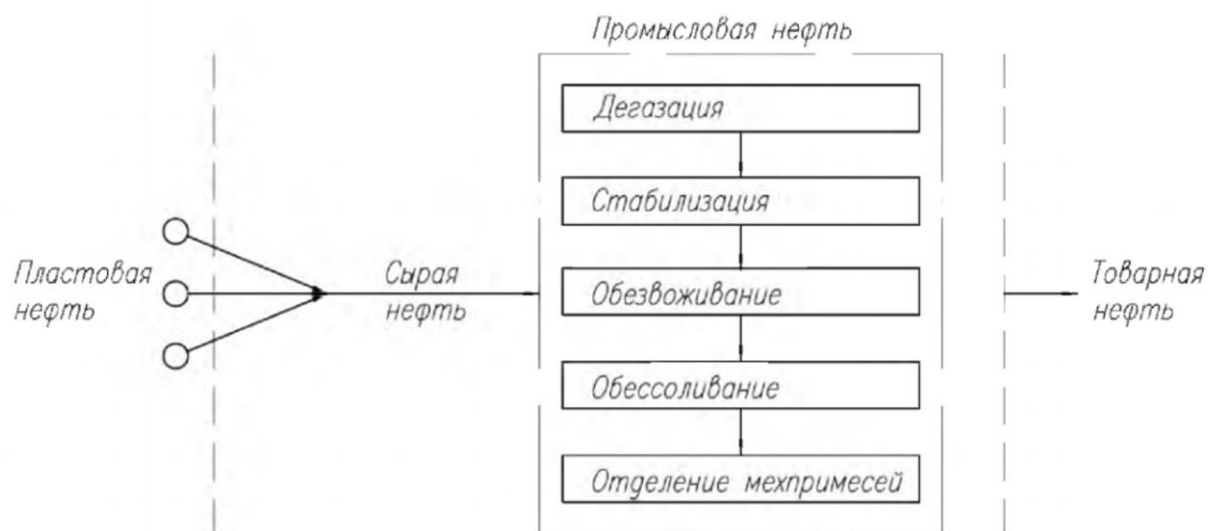 Промысловая нефть
Дегазация
Стабилизация
Пластовая
нефть
Сырая
нефть
Обезвоживание
Товарная
нефть
Обессоливание
Отделение мехпримесей